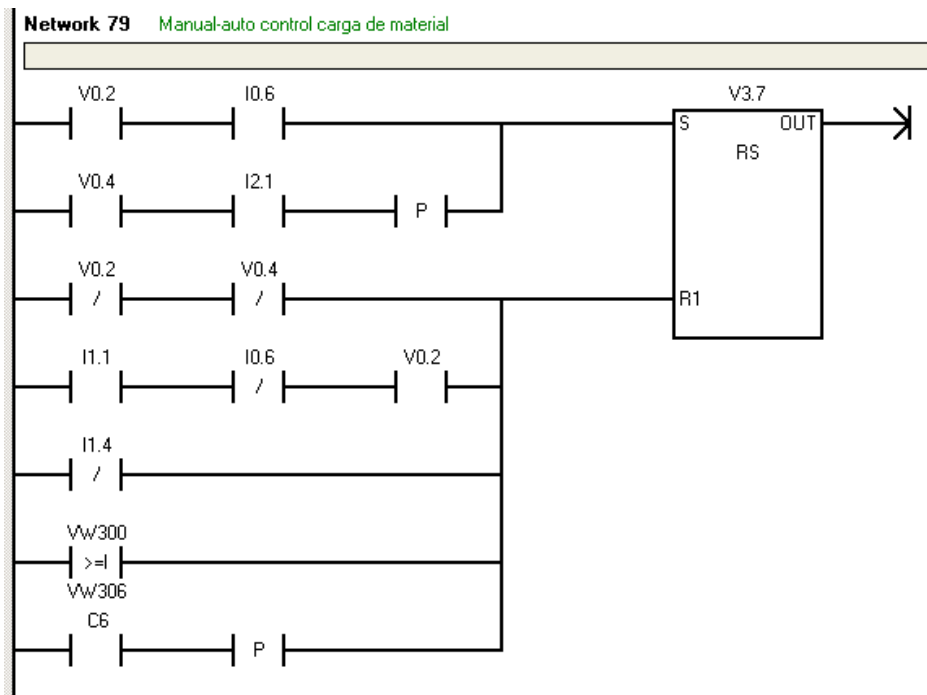 Network 79 Manual-auto control carga de material
V0.2 I0.6 V3.7
S OUT
RS
V0.4 I2.1
P
V0.2 V0.4
/ / R1
I1.1 I0.6 V0.2
/
I1.4
/
VW300
>=I
VW306
C6
P